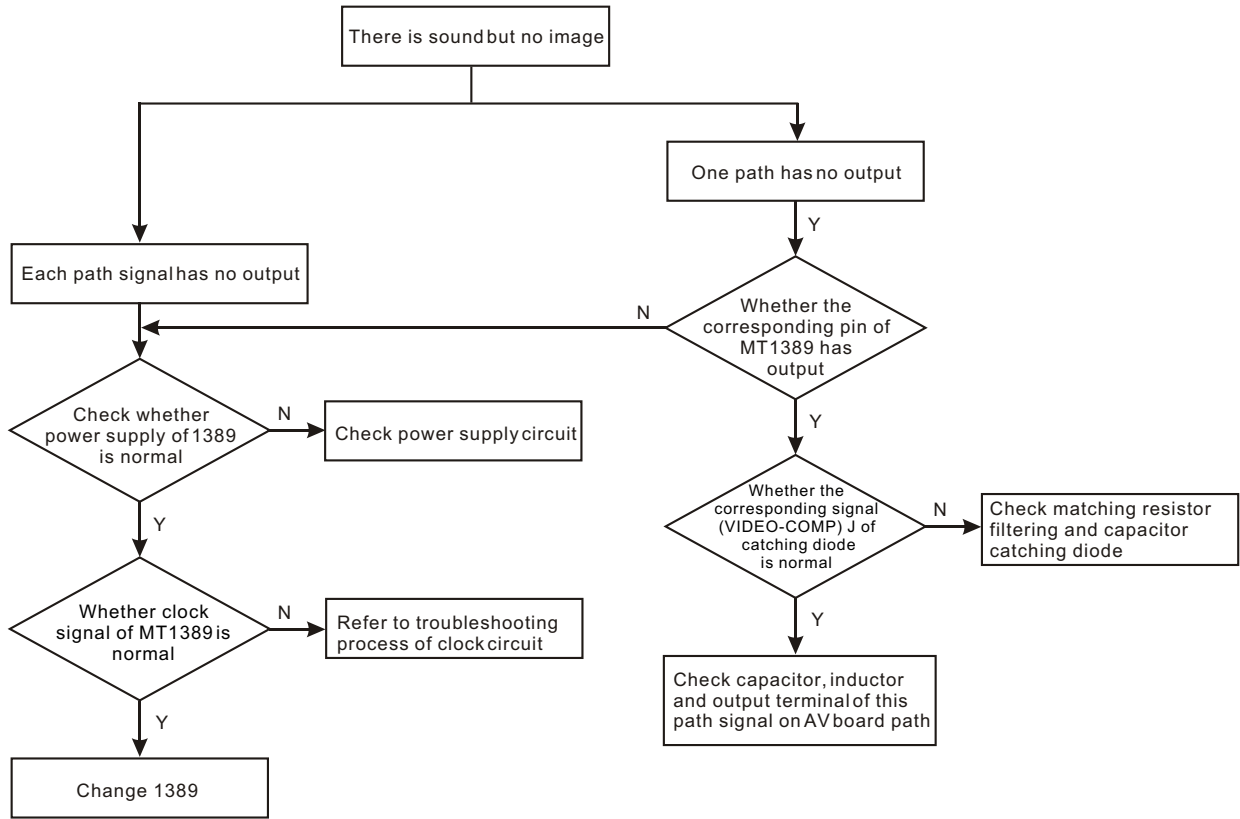 There is sound but no image
One path has no output
Y
Each path signal has no output
N
Whether the
corresponding pin of
MT1389 has
output
Check whether
power supply of 1389
is normal
N
Check power supply circuit
Y
Whether the
corresponding signal
(VIDEO-COMP) J of
catching diode
is normal
N
Check matching resistor
filtering and capacitor
catching diode
Y
Whether clock
signal of MT1389 is
normal
N
Refer to troubleshooting
process of clock circuit
Y
Check capacitor, inductor
and output terminal of this
path signal on AV board path
Y
Change 1389